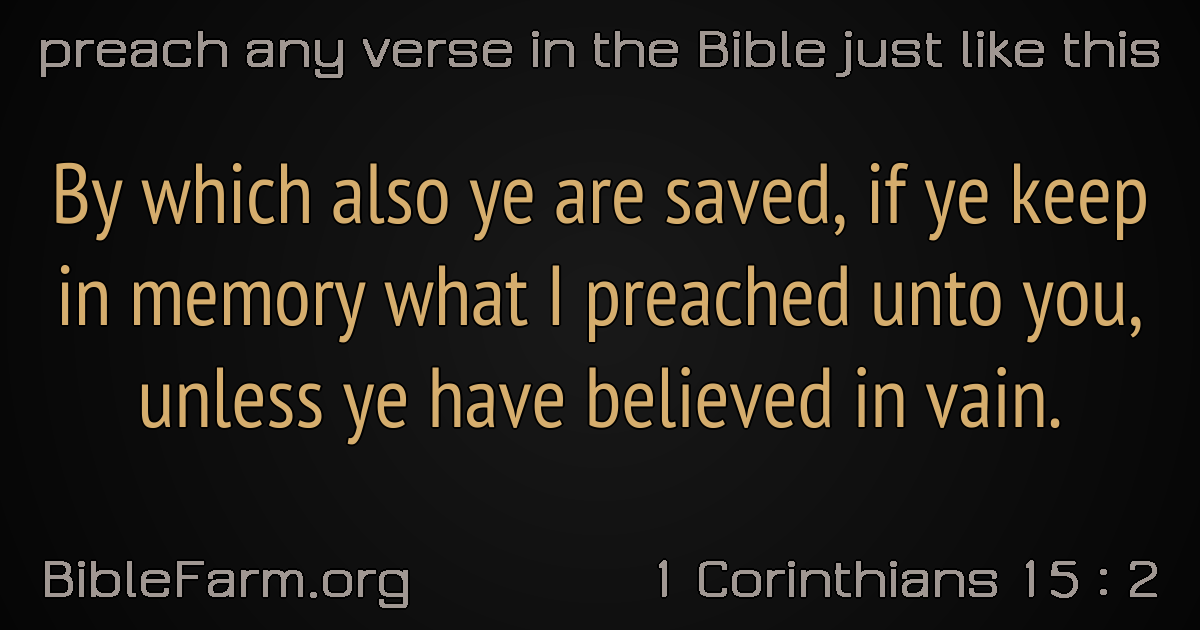 preach any verse in the Bible just like this
By which also ye are saved, if ye keep
in memory what I preached unto you,
unless ye have believed in vain.
BibleFarm.org
1 Corinthians 15 : 2